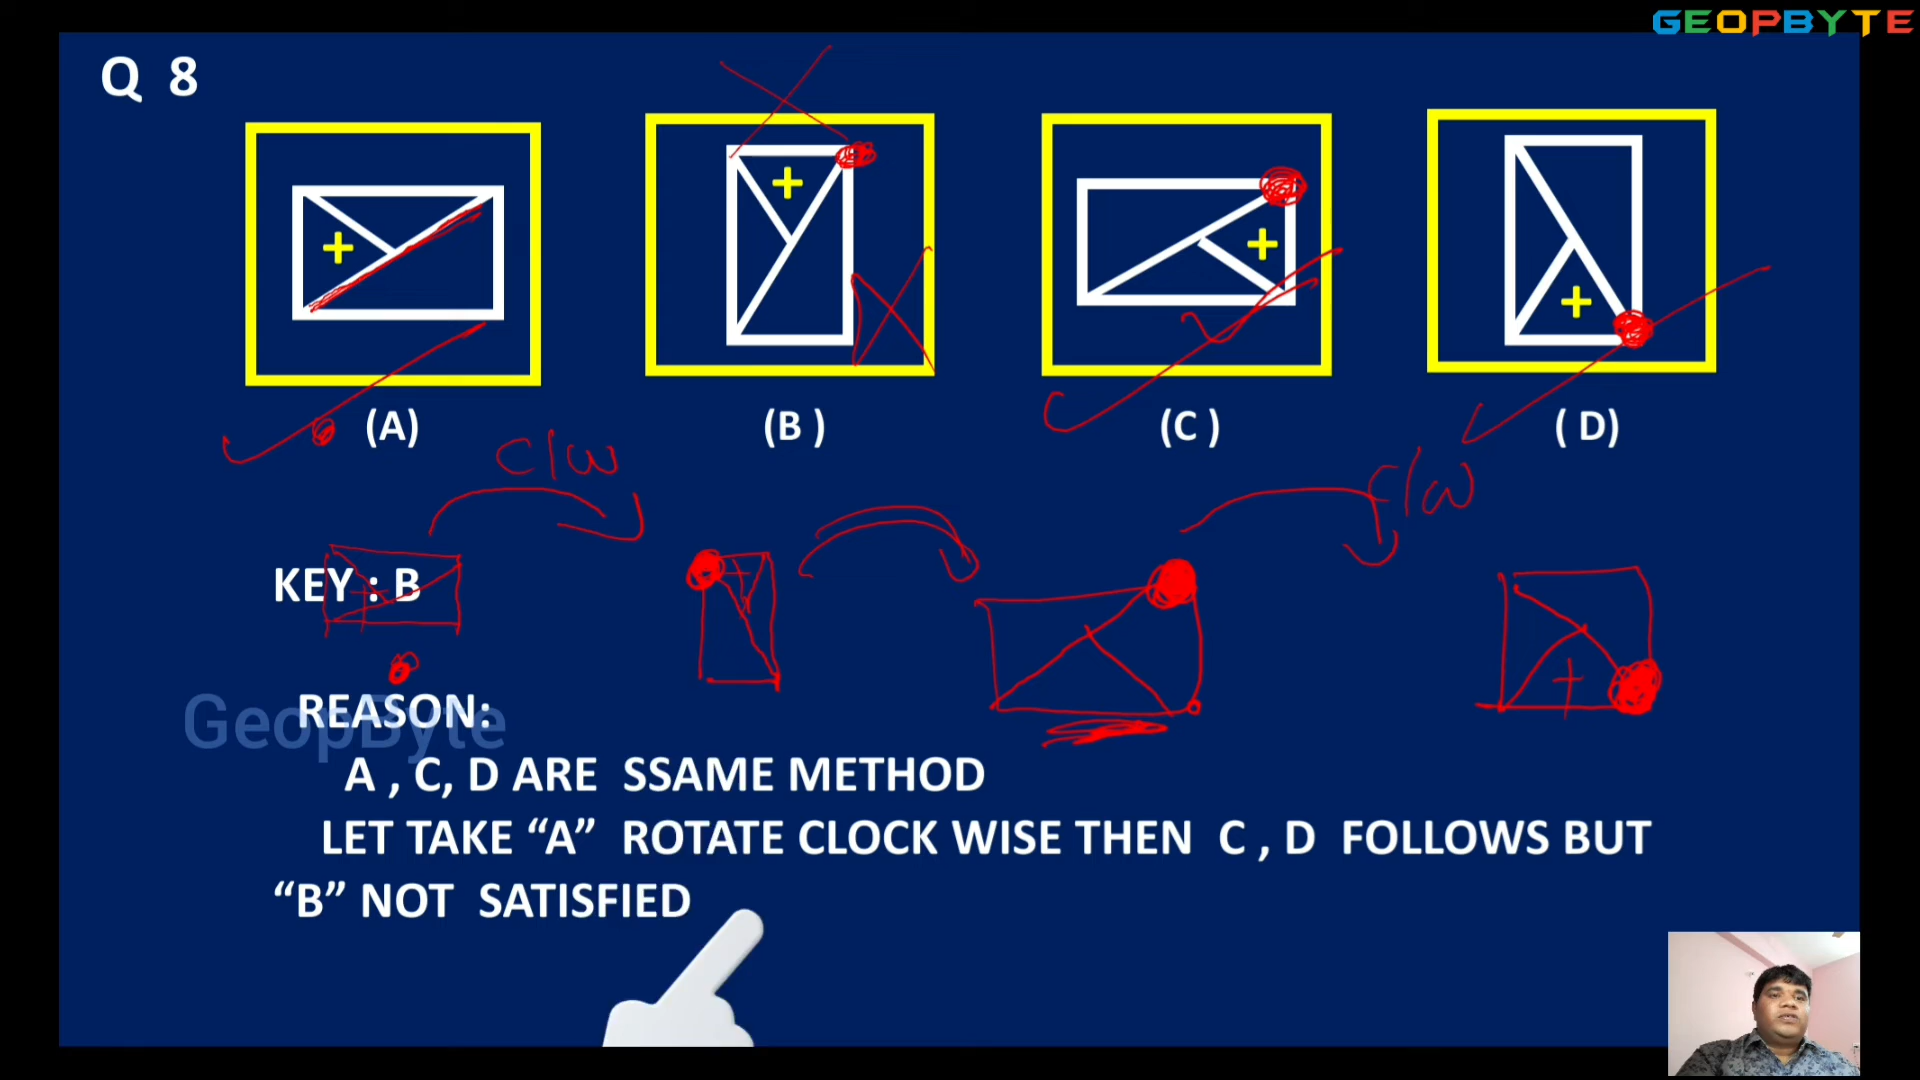 GEOPBYTE
Q 8
(A) (B ) (C ) ( D)
C/W C/W
KEY : B
REASON:
GeopByte
A , C, D ARE SSAME METHOD
LET TAKE “A” ROTATE CLOCK WISE THEN C , D FOLLOWS BUT
“B” NOT SATISFIED